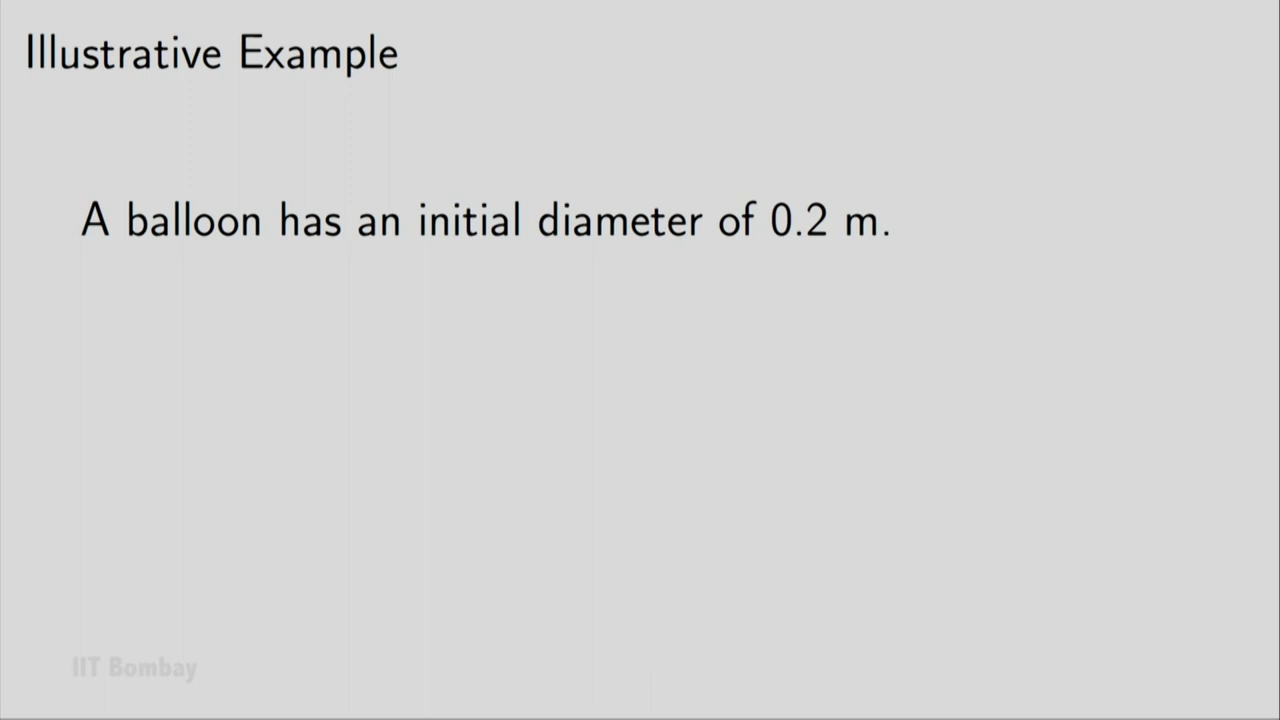 Illustrative Example
A balloon has an initial diameter of 0.2 m.
IIT Bombay